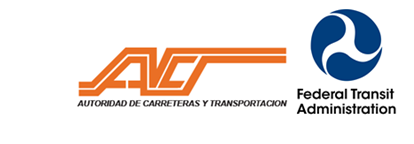 ACT
AUTORIDAD DE CARRETERAS Y TRANSPORTACION
Federal Transit
Administration